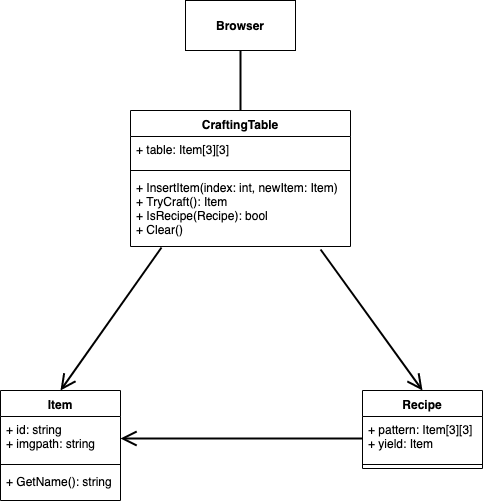 Browser
CraftingTable
+ table: Item[3][3]
+ InsertItem(index: int, newItem: Item)
+ TryCraft(): Item
+ IsRecipe(Recipe): bool
+ Clear()
Item
+ id: string
+ imgpath: string
+ GetName(): string
Recipe
+ pattern: Item[3][3]
+ yield: Item